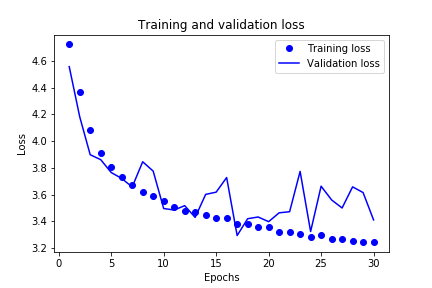 Training and validation loss
Training loss
Validation loss
Loss
4.6
4.4
4.2
4.0
3.8
3.6
3.4
3.2
0 5 10 15 20 25 30
Epochs